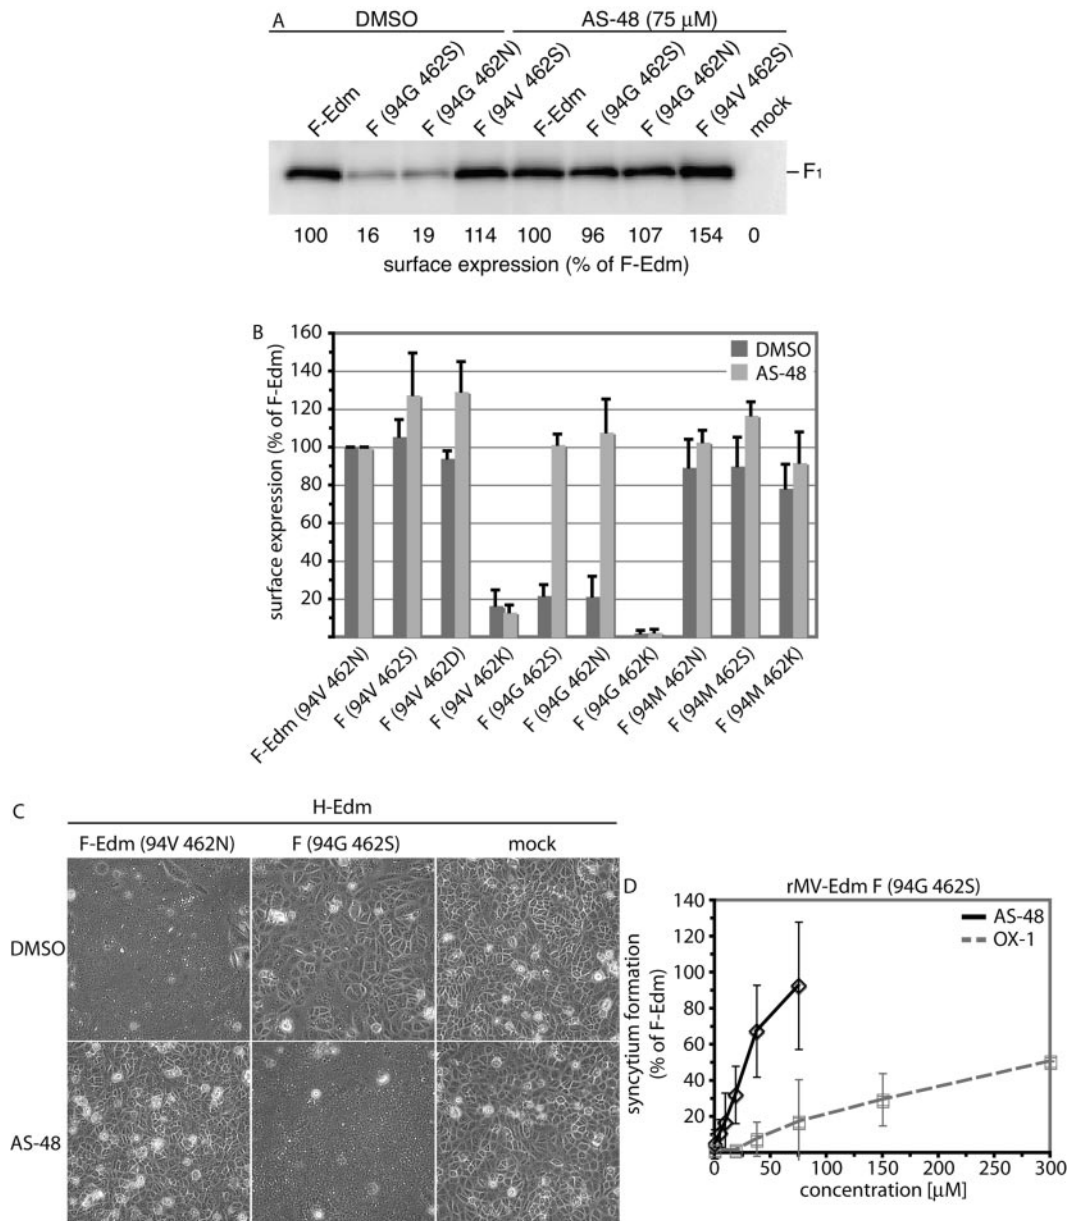 A
DMSO AS-48 (75 µM)
F-Edm F (94G 462S) F (94G 462N) F (94V 462S) F-Edm F (94G 462S) F (94G 462N) F (94V 462S) mock
F1
100 16 19 114 100 96 107 154 0
surface expression (% of F-Edm)
B
surface expression (% of F-Edm)
160
140
120
100
80
60
40
20
DMSO
AS-48
F-Edm (94V 462N) F (94V 462S) F (94V 462D) F (94V 462K) F (94G 462S) F (94G 462N) F (94G 462K) F (94M 462N) F (94M 462S) F (94M 462K)
C
H-Edm
F-Edm (94V 462N) F (94G 462S) mock
DMSO
AS-48
D
rMV-Edm F (94G 462S)
syncytium formation
(% of F-Edm)
140
120
100
80
60
40
20
AS-48
OX-1
0 50 100 150 200 250 300
concentration [µM]